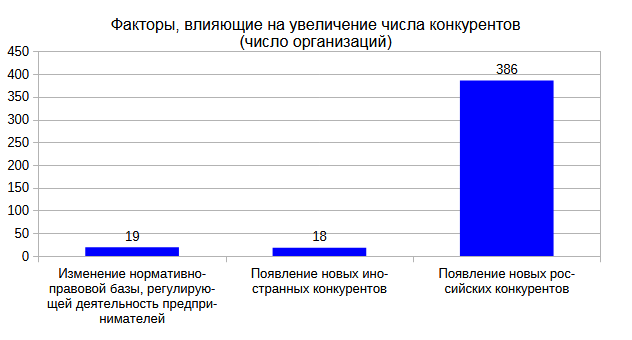 Факторы, влияющие на увеличение числа конкурентов
(число организаций)
450
400
350
300
250
200
150
100
50
0
19
18
386
Изменение нормативно-
правовой базы, регулирую-
щей деятельность предпри-
нимателей
Появление новых ино-
странных конкурентов
Появление новых рос-
сийских конкурентов